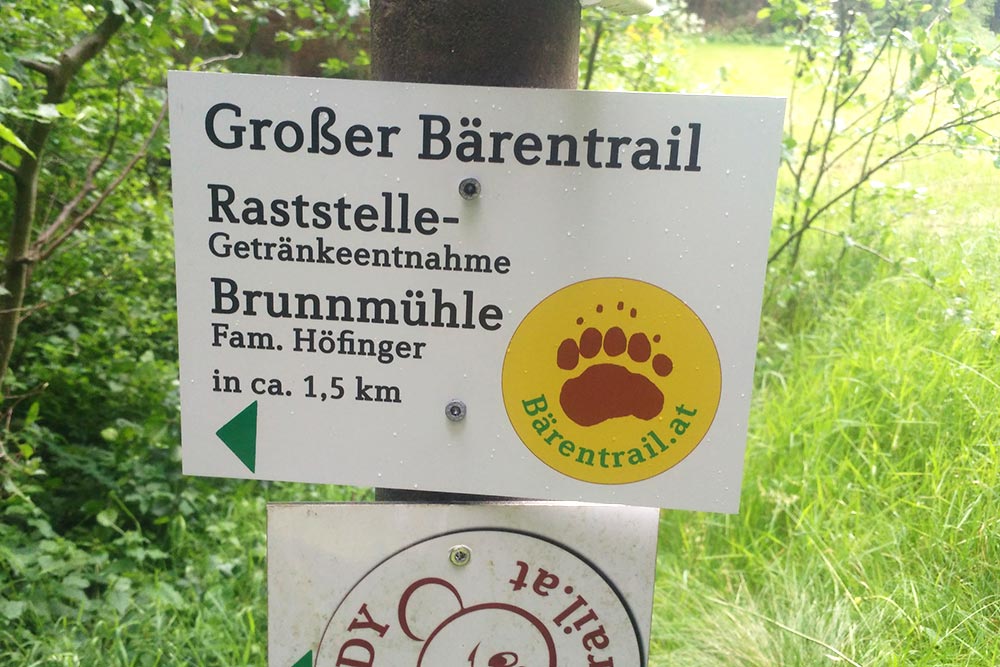 Großer Bärentrail
Raststelle-
Getränkeentnahme
Brunnmühle
Fam. Höfinger
in ca. 1,5 km
Bärentrail.at